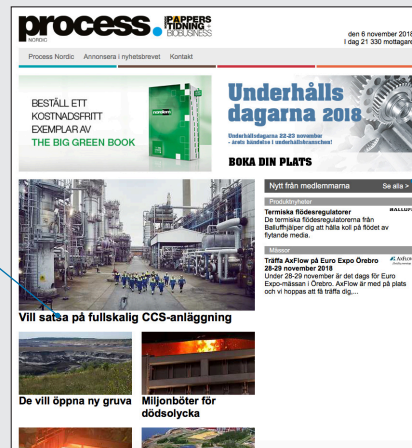 process.
NORDIC
PAPPERS
TIDNING +
BIOBUSINESS
den 6 november 2018
I dag 21 330 mottagare
Process Nordic Annonsera i nyhetsbrevet Kontakt
BESTÄLL ETT
KOSTNADSFRITT
EXEMPLAR AV
THE BIG GREEN BOOK
Underhålls
dagarna 2018
Underhållsdagarna 22-23 november
- årets händelse i underhållsbranschen!
BOKA DIN PLATS
Nytt från medlemmarna Se alla >
Produktnyheter
Termiska flödesregulatorer
De termiska flödesregulatorerna från
Balluffhjälper dig att hålla koll på flödet av
flytande media.
BALLUFF
Mässor
Träffa AxFlow på Euro Expo Örebro
28-29 november 2018
28-29 november är det dags för Euro
Expo-mässan i Örebro. AxFlow är med på plats
och vi hoppas att få träffa dig,...
Vill satsa på fullskalig CCS-anläggning
De vill öppna ny gruva
Miljonböter för
dödsolycka